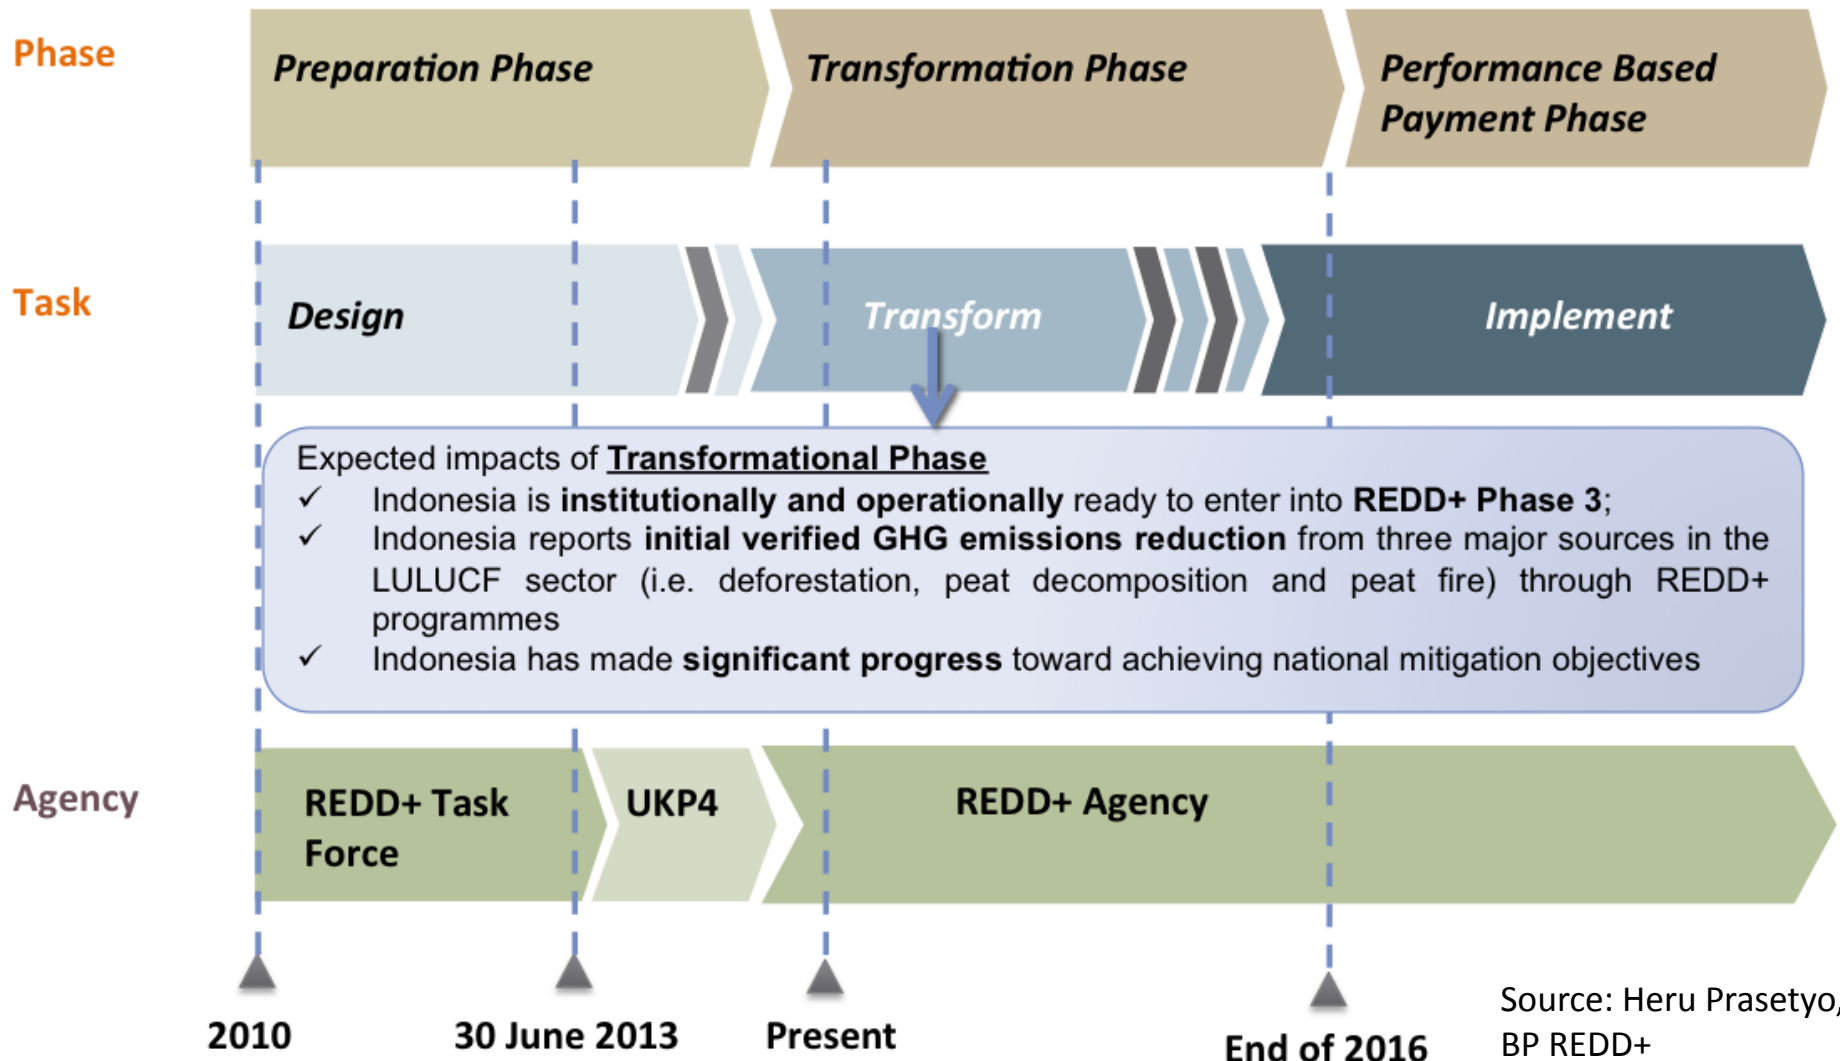 Phase
Preparation Phase
Transformation Phase
Performance Based
Payment Phase
Task
Design
Transform
Implement
Expected impacts of Transformational Phase
✓ Indonesia is institutionally and operationally ready to enter into REDD+ Phase 3;
✓ Indonesia reports initial verified GHG emissions reduction from three major sources in the
LULUCF sector (i.e. deforestation, peat decomposition and peat fire) through REDD+
programmes
✓ Indonesia has made significant progress toward achieving national mitigation objectives
Agency
REDD+ Task
Force
UKP4
REDD+ Agency
2010
30 June 2013
Present
End of 2016
Source: Heru Prasetyo,
BP REDD+